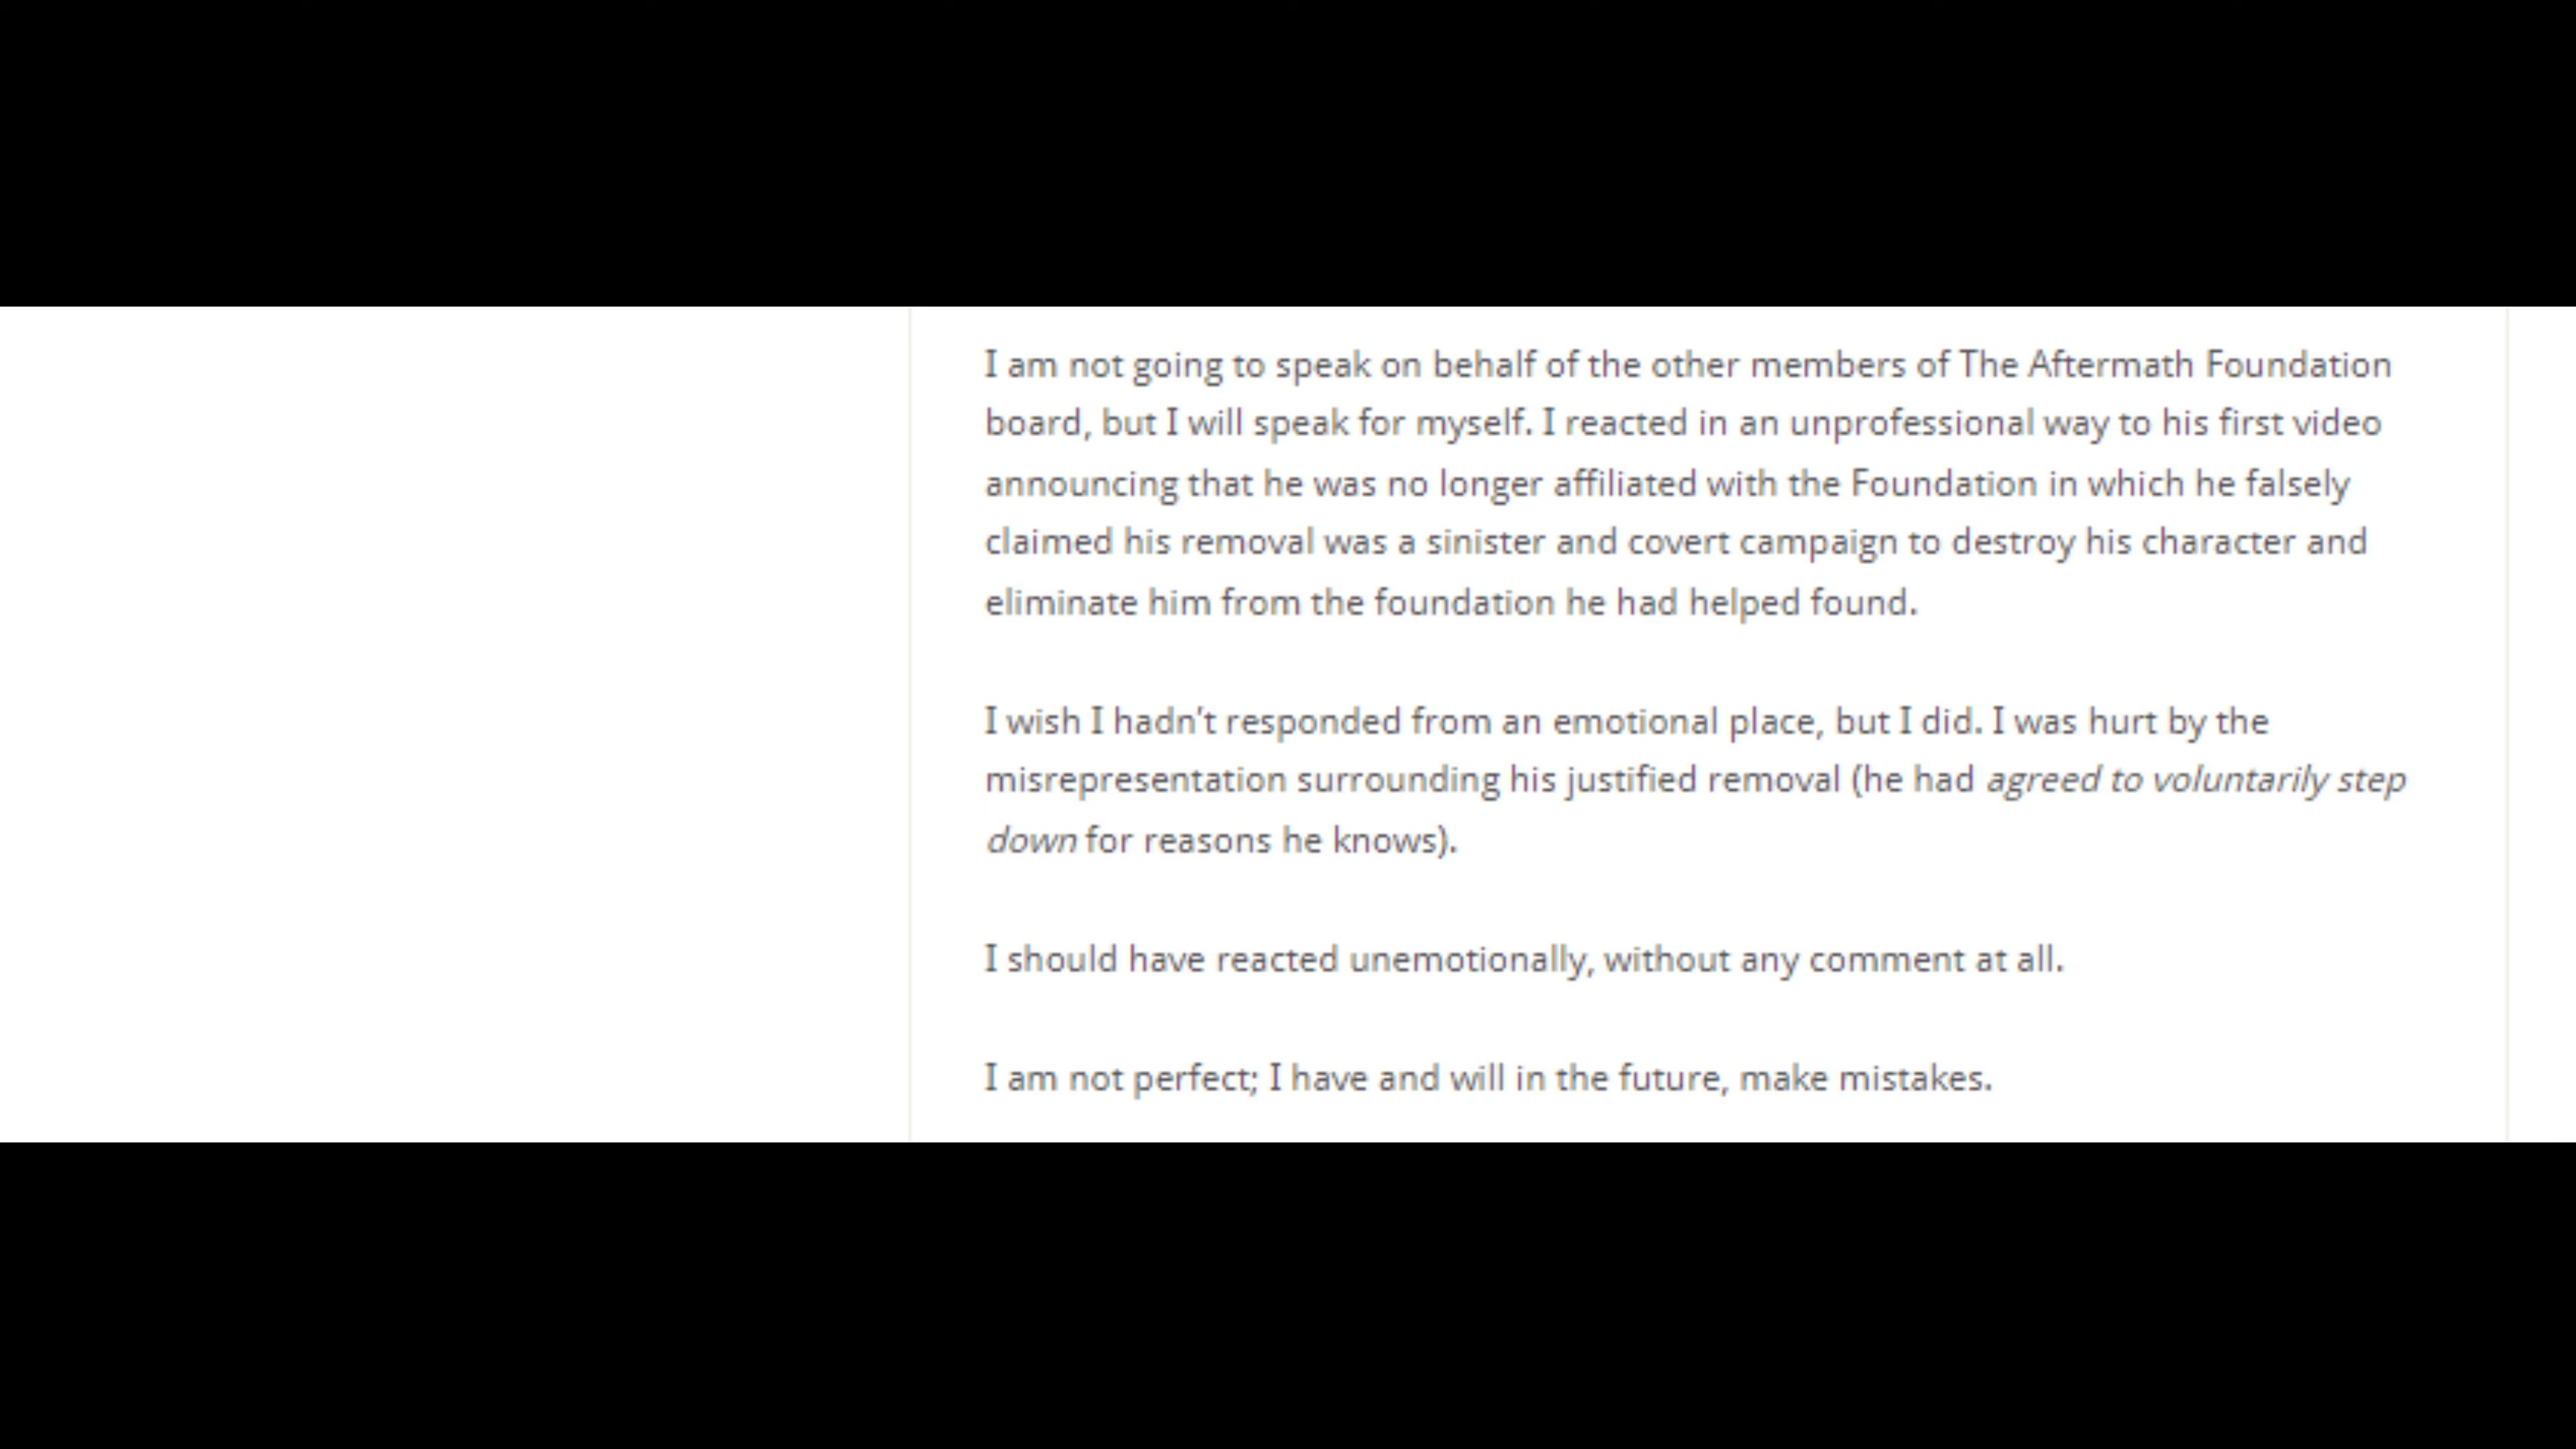 I am not going to speak on behalf of the other members of The Aftermath Foundation
board, but I will speak for myself. I reacted in an unprofessional way to his first video
announcing that he was no longer affiliated with the Foundation in which he falsely
claimed his removal was a sinister and covert campaign to destroy his character and
eliminate him from the foundation he had helped found.
I wish I hadn't responded from an emotional place, but I did. I was hurt by the
misrepresentation surrounding his justified removal (he had agreed to voluntarily step
down for reasons he knows).
I should have reacted unemotionally, without any comment at all.
I am not perfect; I have and will in the future, make mistakes.